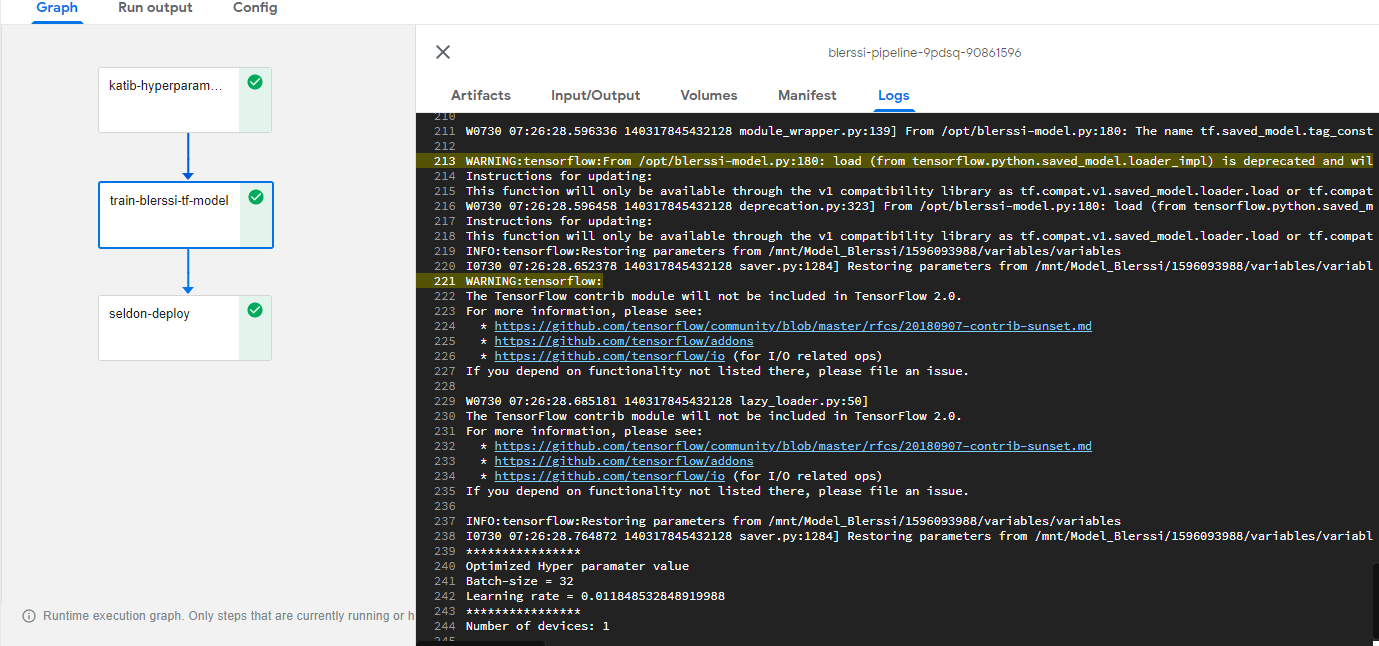 Graph Run output Config
katib-hyperparam…
train-blerssi-tf-model
seldon-deploy
Runtime execution graph. Only steps that are currently running or h
blerssi-pipeline-9pdsq-90861596
Artifacts Input/Output Volumes Manifest Logs
210
211 W0730 07:26:28.596336 140317845432128 module_wrapper.py:139] From /opt/blerssi-model.py:180: The name tf.saved_model.tag_const
212
213 WARNING:tensorflow:From /opt/blerssi-model.py:180: load (from tensorflow.python.saved_model.loader_impl) is deprecated and wil
214 Instructions for updating:
215 This function will only be available through the v1 compatibility library as tf.compat.v1.saved_model.loader.load or tf.compat
216 W0730 07:26:28.596458 140317845432128 deprecation.py:323] From /opt/blerssi-model.py:180: load (from tensorflow.python.saved_m
217 Instructions for updating:
218 This function will only be available through the v1 compatibility library as tf.compat.v1.saved_model.loader.load or tf.compat
219 INFO:tensorflow:Restoring parameters from /mnt/Model_Blerssi/1596093988/variables/variables
220 I0730 07:26:28.652378 140317845432128 saver.py:1284] Restoring parameters from /mnt/Model_Blerssi/1596093988/variables/variabl
221 WARNING:tensorflow:
222 The TensorFlow contrib module will not be included in TensorFlow 2.0.
223 For more information, please see:
224 * https://github.com/tensorflow/community/blob/master/rfcs/20180907-contrib-sunset.md
225 * https://github.com/tensorflow/addons
226 * https://github.com/tensorflow/io (for I/O related ops)
227 If you depend on functionality not listed there, please file an issue.
228
229 W0730 07:26:28.685181 140317845432128 lazy_loader.py:50]
230 The TensorFlow contrib module will not be included in TensorFlow 2.0.
231 For more information, please see:
232 * https://github.com/tensorflow/community/blob/master/rfcs/20180907-contrib-sunset.md
233 * https://github.com/tensorflow/addons
234 * https://github.com/tensorflow/io (for I/O related ops)
235 If you depend on functionality not listed there, please file an issue.
236
237 INFO:tensorflow:Restoring parameters from /mnt/Model_Blerssi/1596093988/variables/variables
238 I0730 07:26:28.764872 140317845432128 saver.py:1284] Restoring parameters from /mnt/Model_Blerssi/1596093988/variables/variabl
239 ****************
240 Optimized Hyper paramater value
241 Batch-size = 32
242 Learning rate = 0.011848532848919988
243 ****************
244 Number of devices: 1
245